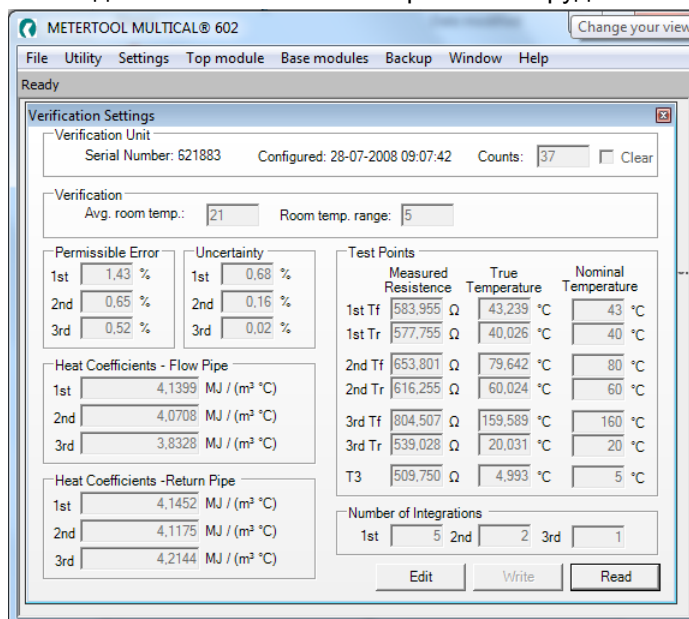 METERTOOL MULTICAL® 602
Change your view
File Utility Settings Top module Base modules Backup Window Help
Ready
Verification Settings
Verification Unit
Serial Number: 621883 Configured: 28-07-2008 09:07:42 Counts: 37 Clear
Verification
Avg. room temp.: 21 Room temp. range: 5
Permissible Error
1st 1,43 %
2nd 0,65 %
3rd 0,52 %
Uncertainty
1st 0,68 %
2nd 0,16 %
3rd 0,02 %
Heat Coefficients - Flow Pipe
1st 4,1399 MJ / (m³ °C)
2nd 4,0708 MJ / (m³ °C)
3rd 3,8328 MJ / (m³ °C)
Heat Coefficients -Return Pipe
1st 4,1452 MJ / (m³ °C)
2nd 4,1175 MJ / (m³ °C)
3rd 4,2144 MJ / (m³ °C)
Test Points
Measured True Nominal
Resistence Temperature Temperature
1st Tf 583,955 Ω 43,239 °C 43 °C
1st Tr 577,755 Ω 40,026 °C 40 °C
2nd Tf 653,801 Ω 79,642 °C 80 °C
2nd Tr 616,255 Ω 60,024 °C 60 °C
3rd Tf 804,507 Ω 159,589 °C 160 °C
3rd Tr 539,028 Ω 20,031 °C 20 °C
T3 509,750 Ω 4,993 °C 5 °C
Number of Integrations
1st 5 2nd 2 3rd 1
Edit Write Read